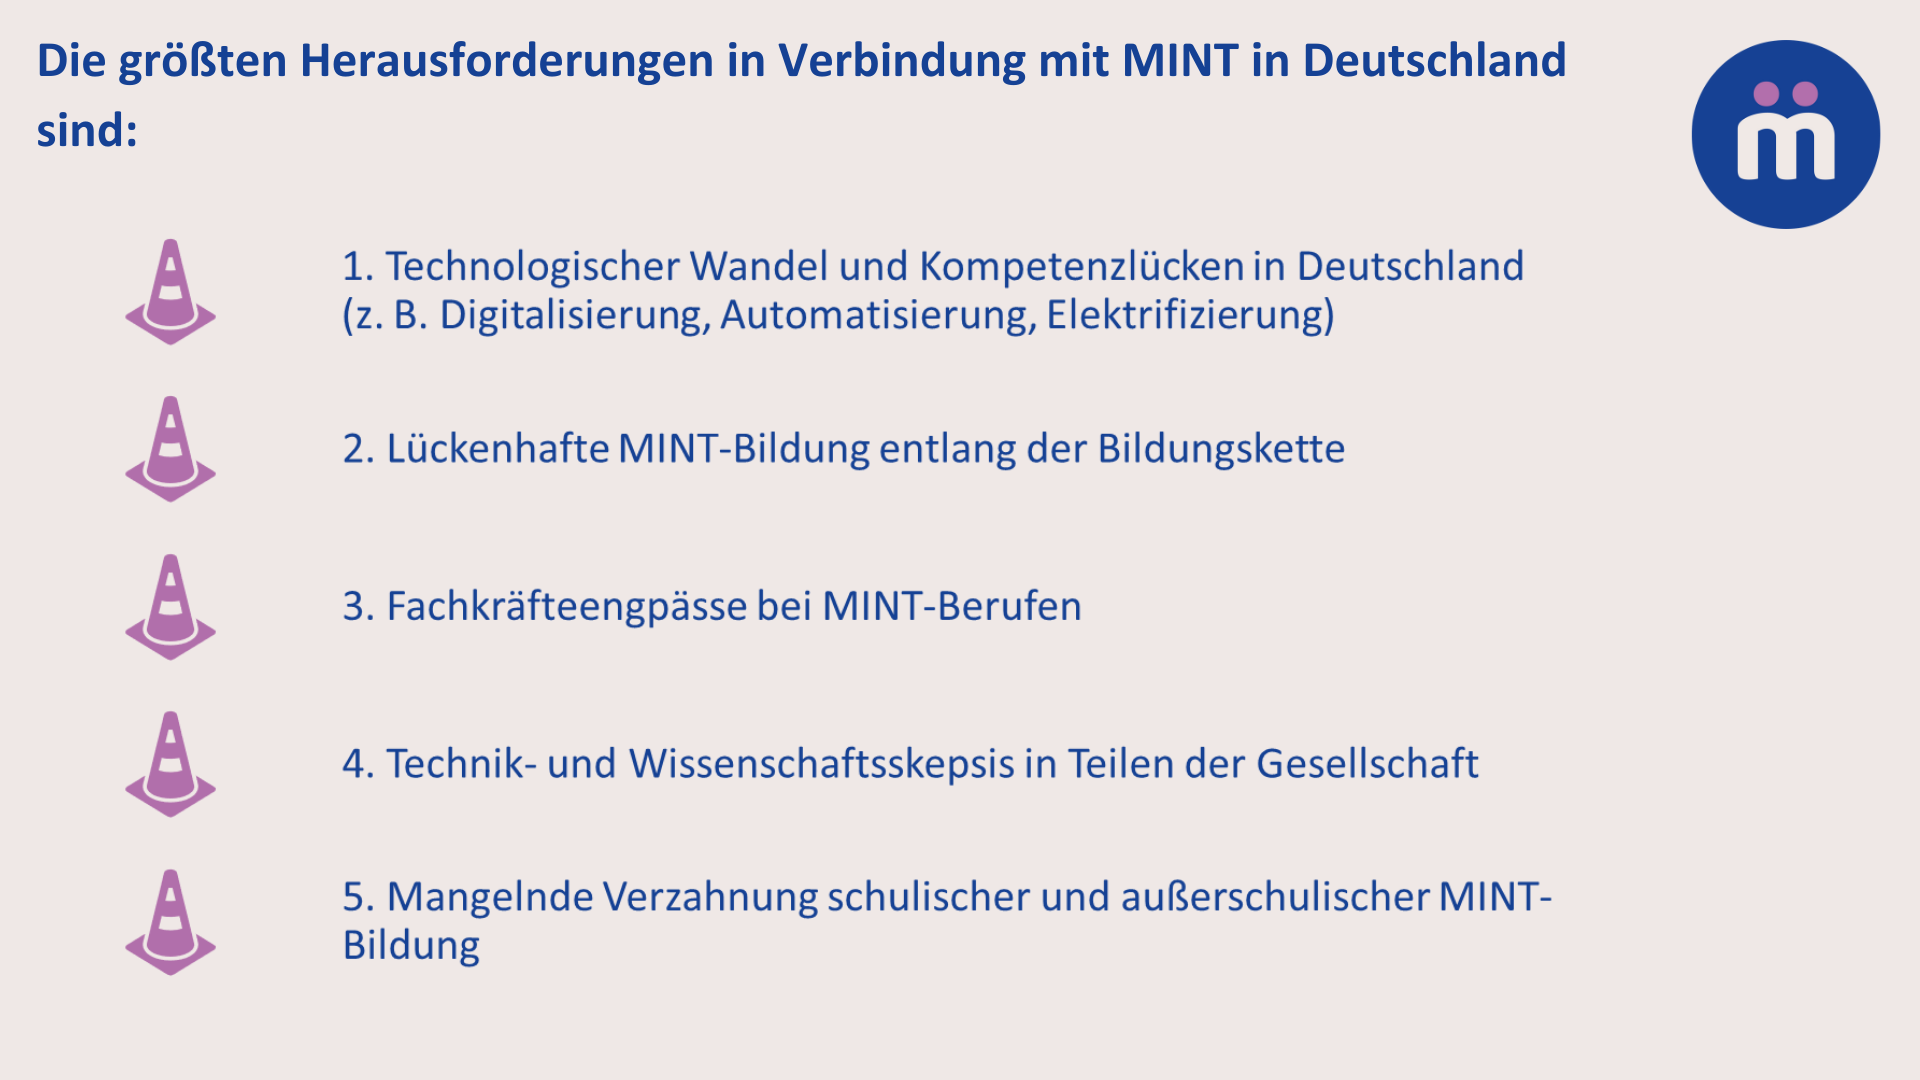 Die größten Herausforderungen in Verbindung mit MINT in Deutschland
sind:
m̈
1. Technologischer Wandel und Kompetenzlücken in Deutschland
(z. B. Digitalisierung, Automatisierung, Elektrifizierung)
2. Lückenhafte MINT-Bildung entlang der Bildungskette
3. Fachkräfteengpässe bei MINT-Berufen
4. Technik- und Wissenschaftsskepsis in Teilen der Gesellschaft
5. Mangelnde Verzahnung schulischer und außerschulischer MINT-
Bildung